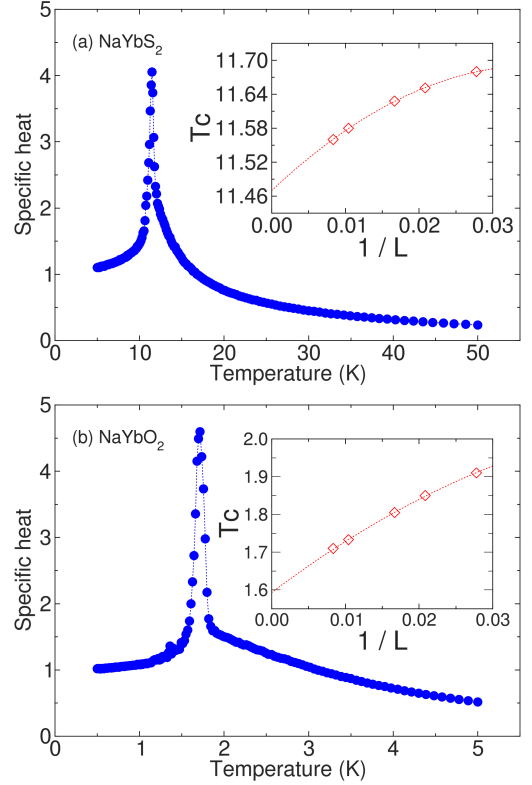 5
4
3
2
1
0
Specific heat
(a) NaYbS2
11.70
11.64
11.58
11.52
11.46
Tc
0.00 0.01 0.02 0.03
1 / L
0 10 20 30 40 50
Temperature (K)
5
4
3
2
1
0
Specific heat
(b) NaYbO2
2.0
1.9
1.8
1.7
1.6
Tc
0.00 0.01 0.02 0.03
1 / L
0 1 2 3 4 5
Temperature (K)